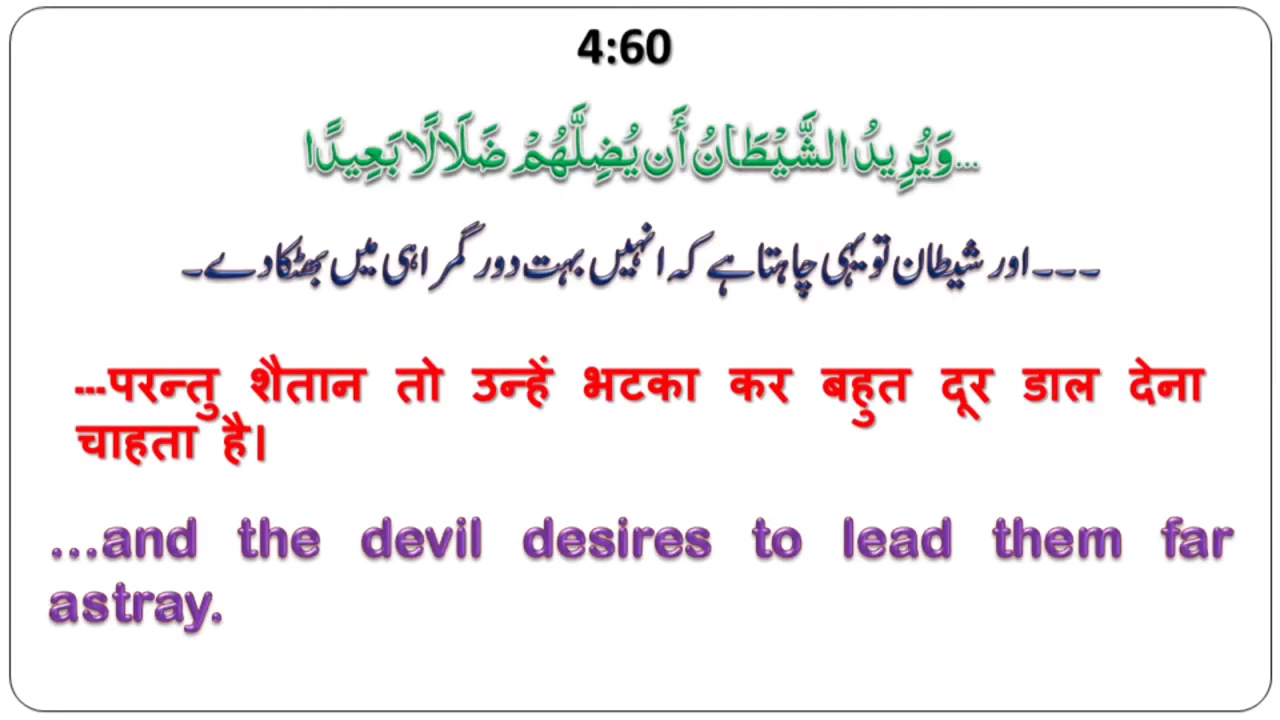 4:60
...وَيُرِيدُ الشَّيْطَانُ أَن يُضِلَّهُمْ ضَلَالًا بَعِيدًا
۔۔۔اور شیطان تو یہی چاہتا ہے کہ انہیں بہت دور گمراہی میں بھٹکا دے۔
...परन्तु शैतान तो उन्हें भटका कर बहुत दूर डाल देना
चाहता है।
...and the devil desires to lead them far
astray.